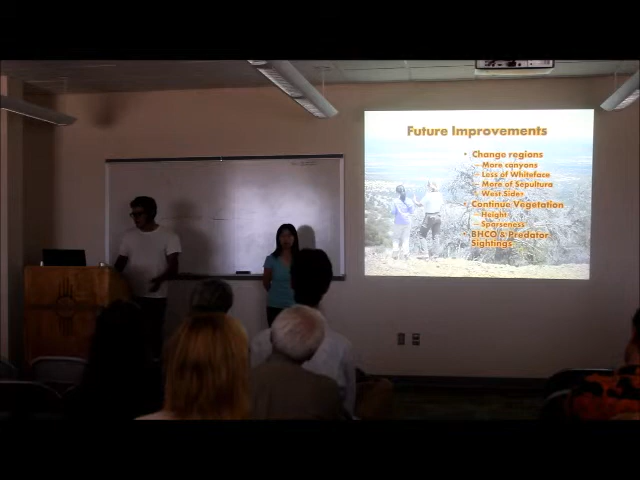 Future Improvements
• Change regions
– More canyons
– Less of Whiteface
– More of Sepultura
– West Side
• Continue Vegetation
– Height
– Sparseness
• BHCO & Predator
Sightings